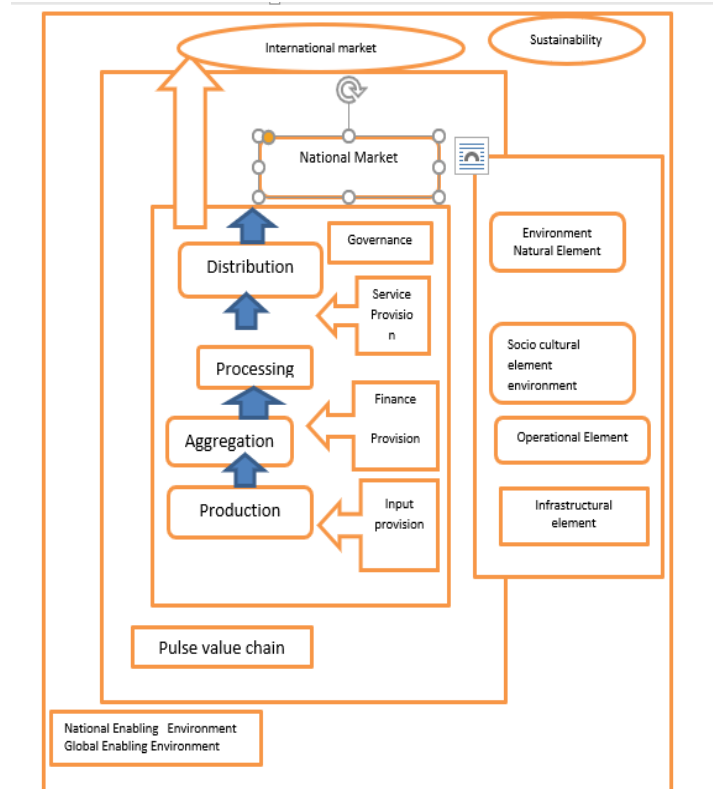 International market
Sustainability
National Market
Governance
Distribution
Service
Provisio
n
Processing
Finance
Provision
Aggregation
Production
Input
provision
Environment
Natural Element
Socio cultural
element
environment
Operational Element
Infrastructural
element
Pulse value chain
National Enabling Environment
Global Enabling Environment